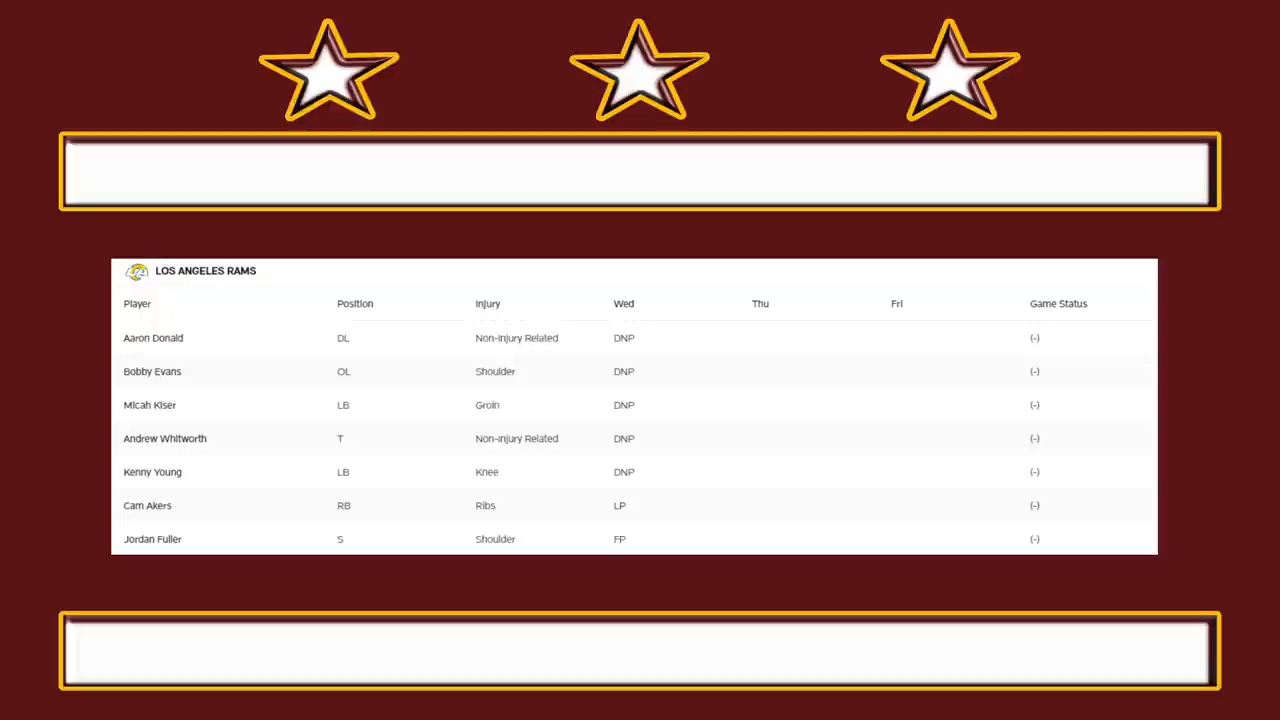 LOS ANGELES RAMS
Player Position Injury Wed Thu Fri Game Status
Aaron Donald DL Non-Injury Related DNP (-)
Bobby Evans OL Shoulder DNP (-)
Micah Kiser LB Groin DNP (-)
Andrew Whitworth T Non-Injury Related DNP (-)
Kenny Young LB Knee DNP (-)
Cam Akers RB Ribs LP (-)
Jordan Fuller S Shoulder FP (-)